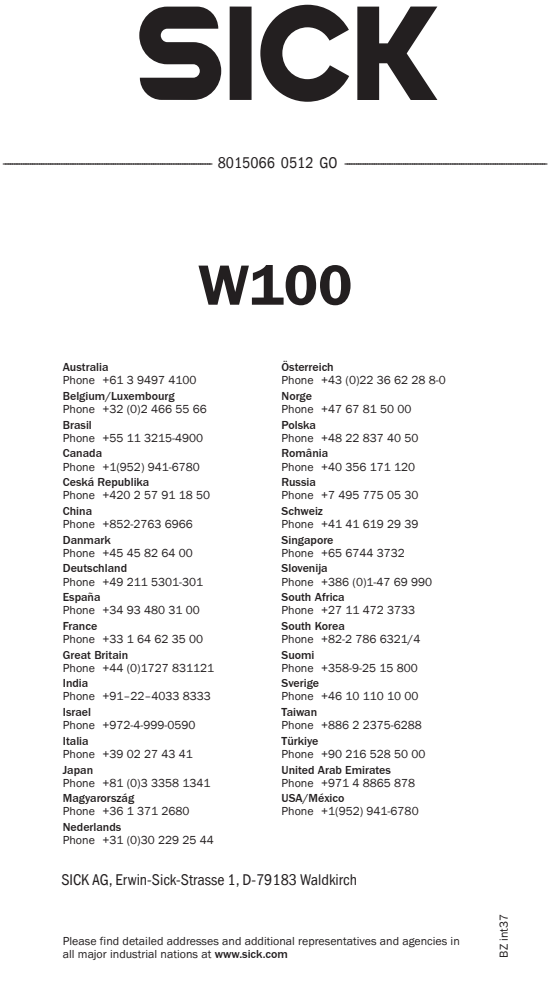 SICK
8015066 0512 GO
W100
Australia
Phone +61 3 9497 4100
Belgium/Luxembourg
Phone +32 (0)2 466 55 66
Brasil
Phone +55 11 3215-4900
Canada
Phone +1(952) 941-6780
Ceská Republika
Phone +420 2 57 91 18 50
China
Phone +852-2763 6966
Danmark
Phone +45 45 82 64 00
Deutschland
Phone +49 211 5301-301
España
Phone +34 93 480 31 00
France
Phone +33 1 64 62 35 00
Great Britain
Phone +44 (0)1727 831121
India
Phone +91–22–4033 8333
Israel
Phone +972-4-999-0590
Italia
Phone +39 02 27 43 41
Japan
Phone +81 (0)3 3358 1341
Magyarország
Phone +36 1 371 2680
Nederlands
Phone +31 (0)30 229 25 44
Österreich
Phone +43 (0)22 36 62 28 8-0
Norge
Phone +47 67 81 50 00
Polska
Phone +48 22 837 40 50
România
Phone +40 356 171 120
Russia
Phone +7 495 775 05 30
Schweiz
Phone +41 41 619 29 39
Singapore
Phone +65 6744 3732
Slovenija
Phone +386 (0)1-47 69 990
South Africa
Phone +27 11 472 3733
South Korea
Phone +82-2 786 6321/4
Suomi
Phone +358-9-25 15 800
Sverige
Phone +46 10 110 10 00
Taiwan
Phone +886 2 2375-6288
Türkiye
Phone +90 216 528 50 00
United Arab Emirates
Phone +971 4 8865 878
USA/México
Phone +1(952) 941-6780
SICK AG, Erwin-Sick-Strasse 1, D-79183 Waldkirch
Please find detailed addresses and additional representatives and agencies in
all major industrial nations at www.sick.com
BZ int37